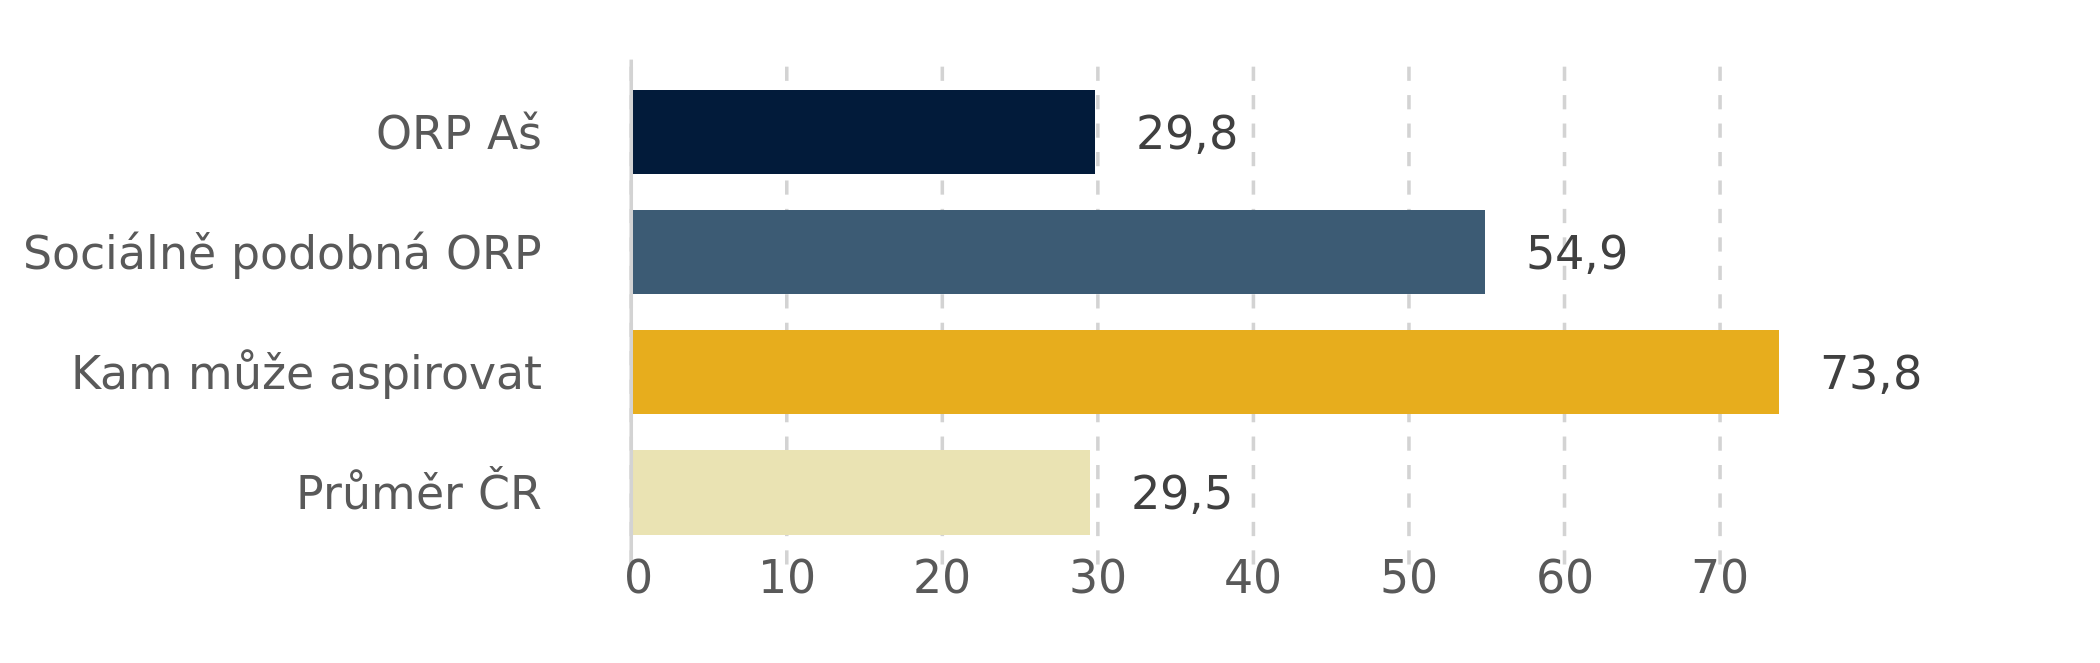 ORP Aš 29,8
Sociálně podobná ORP 54,9
Kam může aspirovat 73,8
Průměr ČR 29,5
0 10 20 30 40 50 60 70